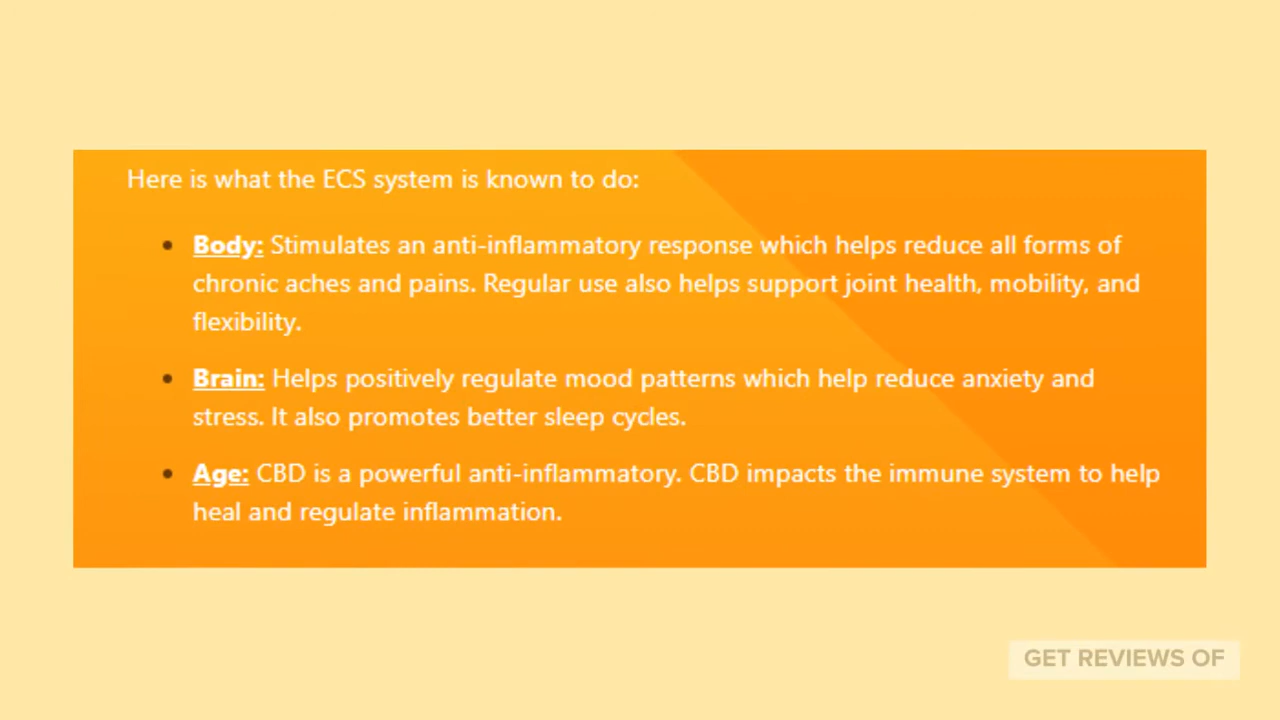 Here is what the ECS system is known to do:
Body: Stimulates an anti-inflammatory response which helps reduce all forms of
chronic aches and pains. Regular use also helps support joint health, mobility, and
flexibility.
Brain: Helps positively regulate mood patterns which help reduce anxiety and
stress. It also promotes better sleep cycles.
Age: CBD is a powerful anti-inflammatory. CBD impacts the immune system to help
heal and regulate inflammation.
GET REVIEWS OF